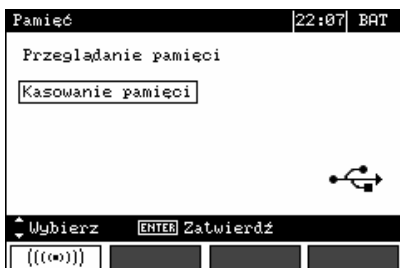 Pamięć 22:07 BAT
Przeglądanie pamięci
Kasowanie pamięci
Wybierz ENTER Zatwierdź